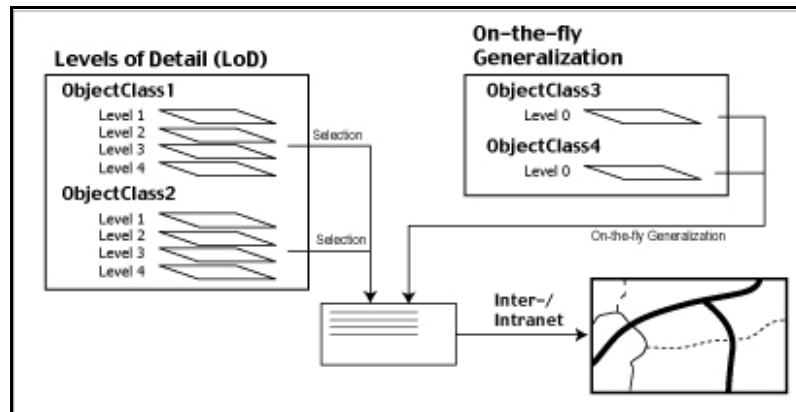 Levels of Detail (LoD)
ObjectClass1
Level 1
Level 2
Level 3
Level 4
Selection
ObjectClass2
Level 1
Level 2
Level 3
Level 4
Selection
On-the-fly
Generalization
ObjectClass3
Level 0
ObjectClass4
Level 0
On-the-fly Generalization
Inter-/
Intranet